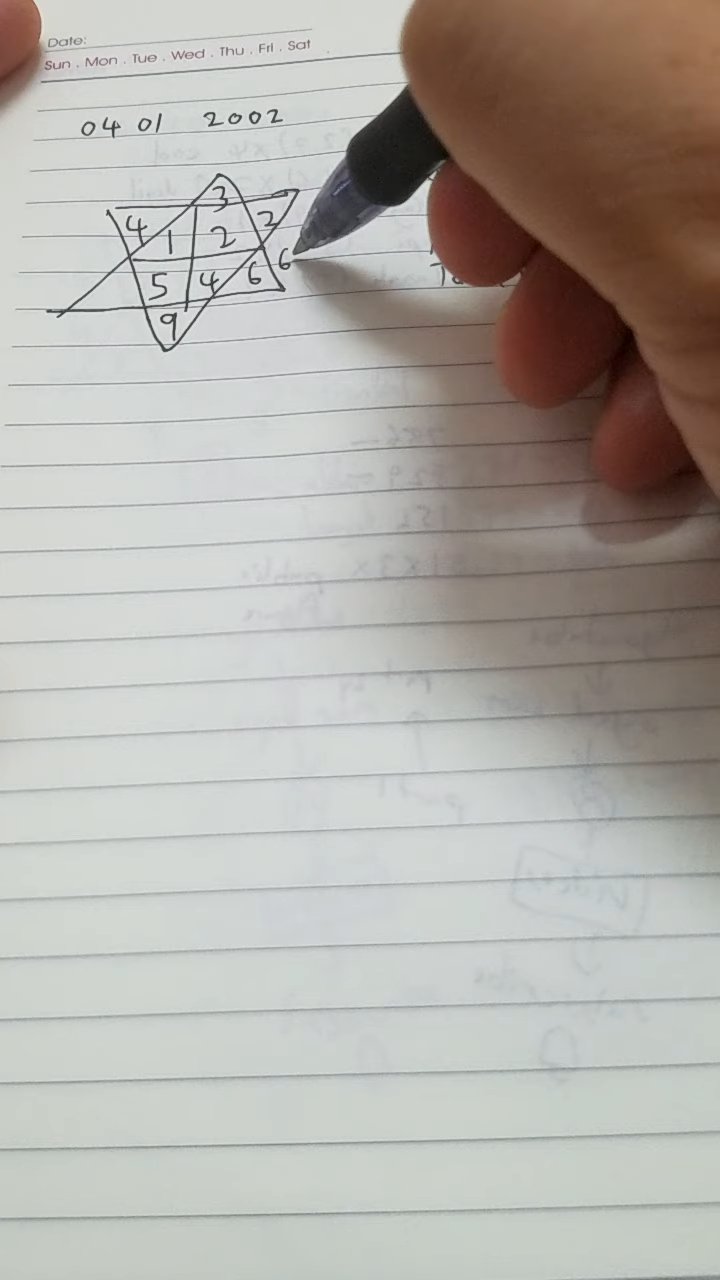 Date:
Sun . Mon . Tue . Wed . Thu . Fri . Sat
04 01 2002
3
4 1 2 2
5 4 6 6
9